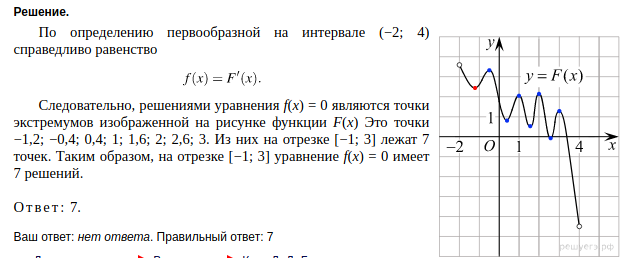 Решение.
По определению первообразной на интервале (−2; 4)
справедливо равенство
f(x) = F′(x).
Следовательно, решениями уравнения f(x) = 0 являются точки
экстремумов изображенной на рисунке функции F(x) Это точки
−1,2; −0,4; 0,4; 1; 1,6; 2; 2,6; 3. Из них на отрезке [−1; 3] лежат 7
точек. Таким образом, на отрезке [−1; 3] уравнение f(x) = 0 имеет
7 решений.
Ответ: 7.
Ваш ответ: нет ответа. Правильный ответ: 7
y
y = F(x)
1
−2 O 1 4 x
решуегэ.рф